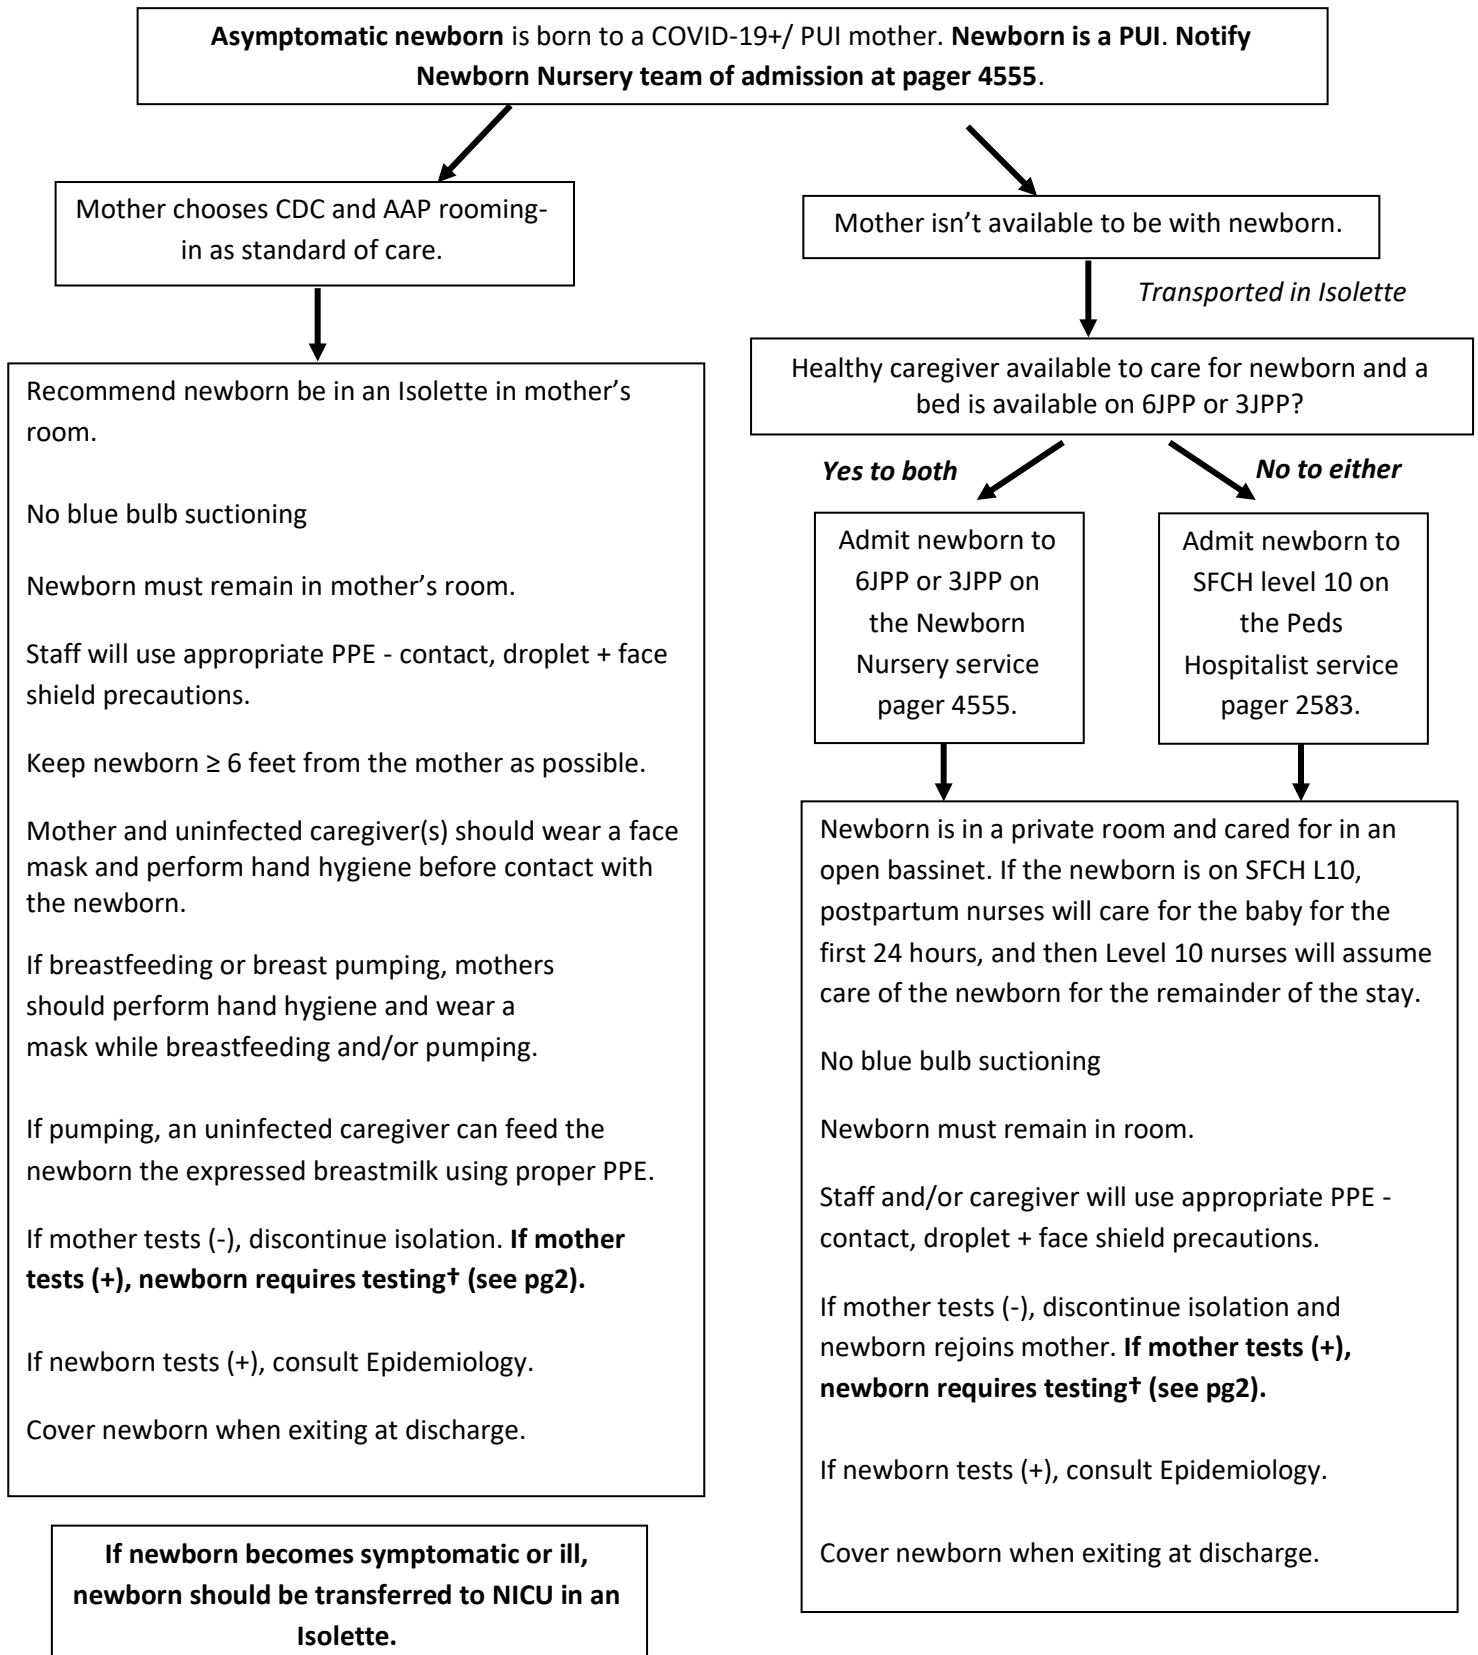 Asymptomatic newborn is born to a COVID-19+/ PUI mother. Newborn is a PUI. Notify
Newborn Nursery team of admission at pager 4555.
Mother chooses CDC and AAP rooming-
in as standard of care.
Recommend newborn be in an Isolette in mother's
room.
No blue bulb suctioning
Newborn must remain in mother's room.
Staff will use appropriate PPE - contact, droplet + face
shield precautions.
Keep newborn ≥ 6 feet from the mother as possible.
Mother and uninfected caregiver(s) should wear a face
mask and perform hand hygiene before contact with
the newborn.
If breastfeeding or breast pumping, mothers
should perform hand hygiene and wear a
mask while breastfeeding and/or pumping.
If pumping, an uninfected caregiver can feed the
newborn the expressed breastmilk using proper PPE.
If mother tests (-), discontinue isolation. If mother
tests (+), newborn requires testing† (see pg2).
If newborn tests (+), consult Epidemiology.
Cover newborn when exiting at discharge.
If newborn becomes symptomatic or ill,
newborn should be transferred to NICU in an
Isolette.
Mother isn't available to be with newborn.
Transported in Isolette
Healthy caregiver available to care for newborn and a
bed is available on 6JPP or 3JPP?
Yes to both
No to either
Admit newborn to
6JPP or 3JPP on
the Newborn
Nursery service
pager 4555.
Admit newborn to
SFCH level 10 on
the Peds
Hospitalist service
pager 2583.
Newborn is in a private room and cared for in an
open bassinet. If the newborn is on SFCH L10,
postpartum nurses will care for the baby for the
first 24 hours, and then Level 10 nurses will assume
care of the newborn for the remainder of the stay.
No blue bulb suctioning
Newborn must remain in room.
Staff and/or caregiver will use appropriate PPE -
contact, droplet + face shield precautions.
If mother tests (-), discontinue isolation and
newborn rejoins mother. If mother tests (+),
newborn requires testing† (see pg2).
If newborn tests (+), consult Epidemiology.
Cover newborn when exiting at discharge.